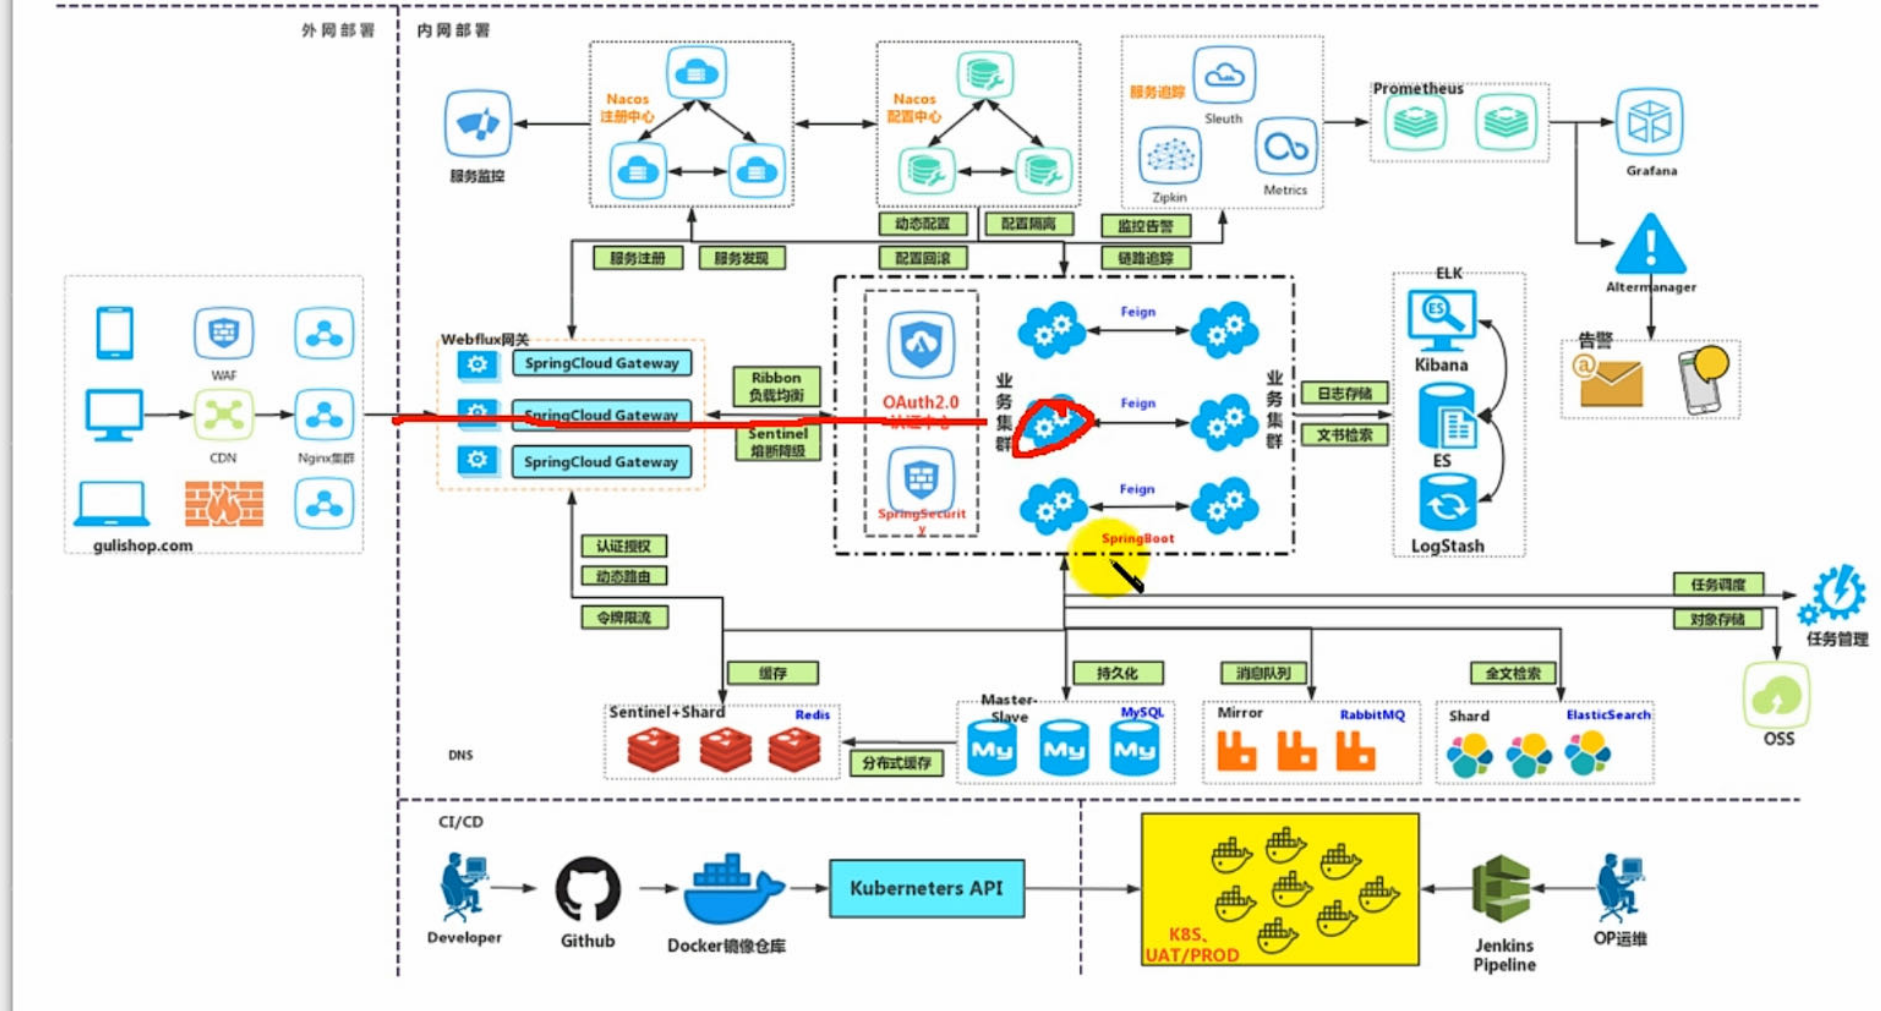 外网部署
内网部署
Nacos
注册中心
服务监控
Nacos
配置中心
服务追踪
Sleuth
Zipkin
Metrics
Prometheus
Grafana
Altermanager
告警
服务注册
服务发现
动态配置
配置隔离
配置回滚
监控告警
链路追踪
WAF
CDN
Nginx集群
gulishop.com
Webflux网关
SpringCloud Gateway
SpringCloud Gateway
SpringCloud Gateway
Ribbon
负载均衡
Sentinel
熔断降级
OAuth2.0
认证中心
SpringSecurit
y
业务集群
Feign
Feign
Feign
SpringBoot
业务集群
日志存储
文书检索
ELK
ES
Kibana
ES
LogStash
认证授权
动态路由
令牌限流
任务调度
对象存储
任务管理
OSS
缓存
持久化
消息队列
全文检索
Sentinel+Shard
Redis
分布式缓存
Master-
Slave
MySQL
My
My
My
Mirror
RabbitMQ
Shard
ElasticSearch
DNS
CI/CD
Developer
Github
Docker镜像仓库
Kuberneters API
K8S、
UAT/PROD
Jenkins
Pipeline
OP运维